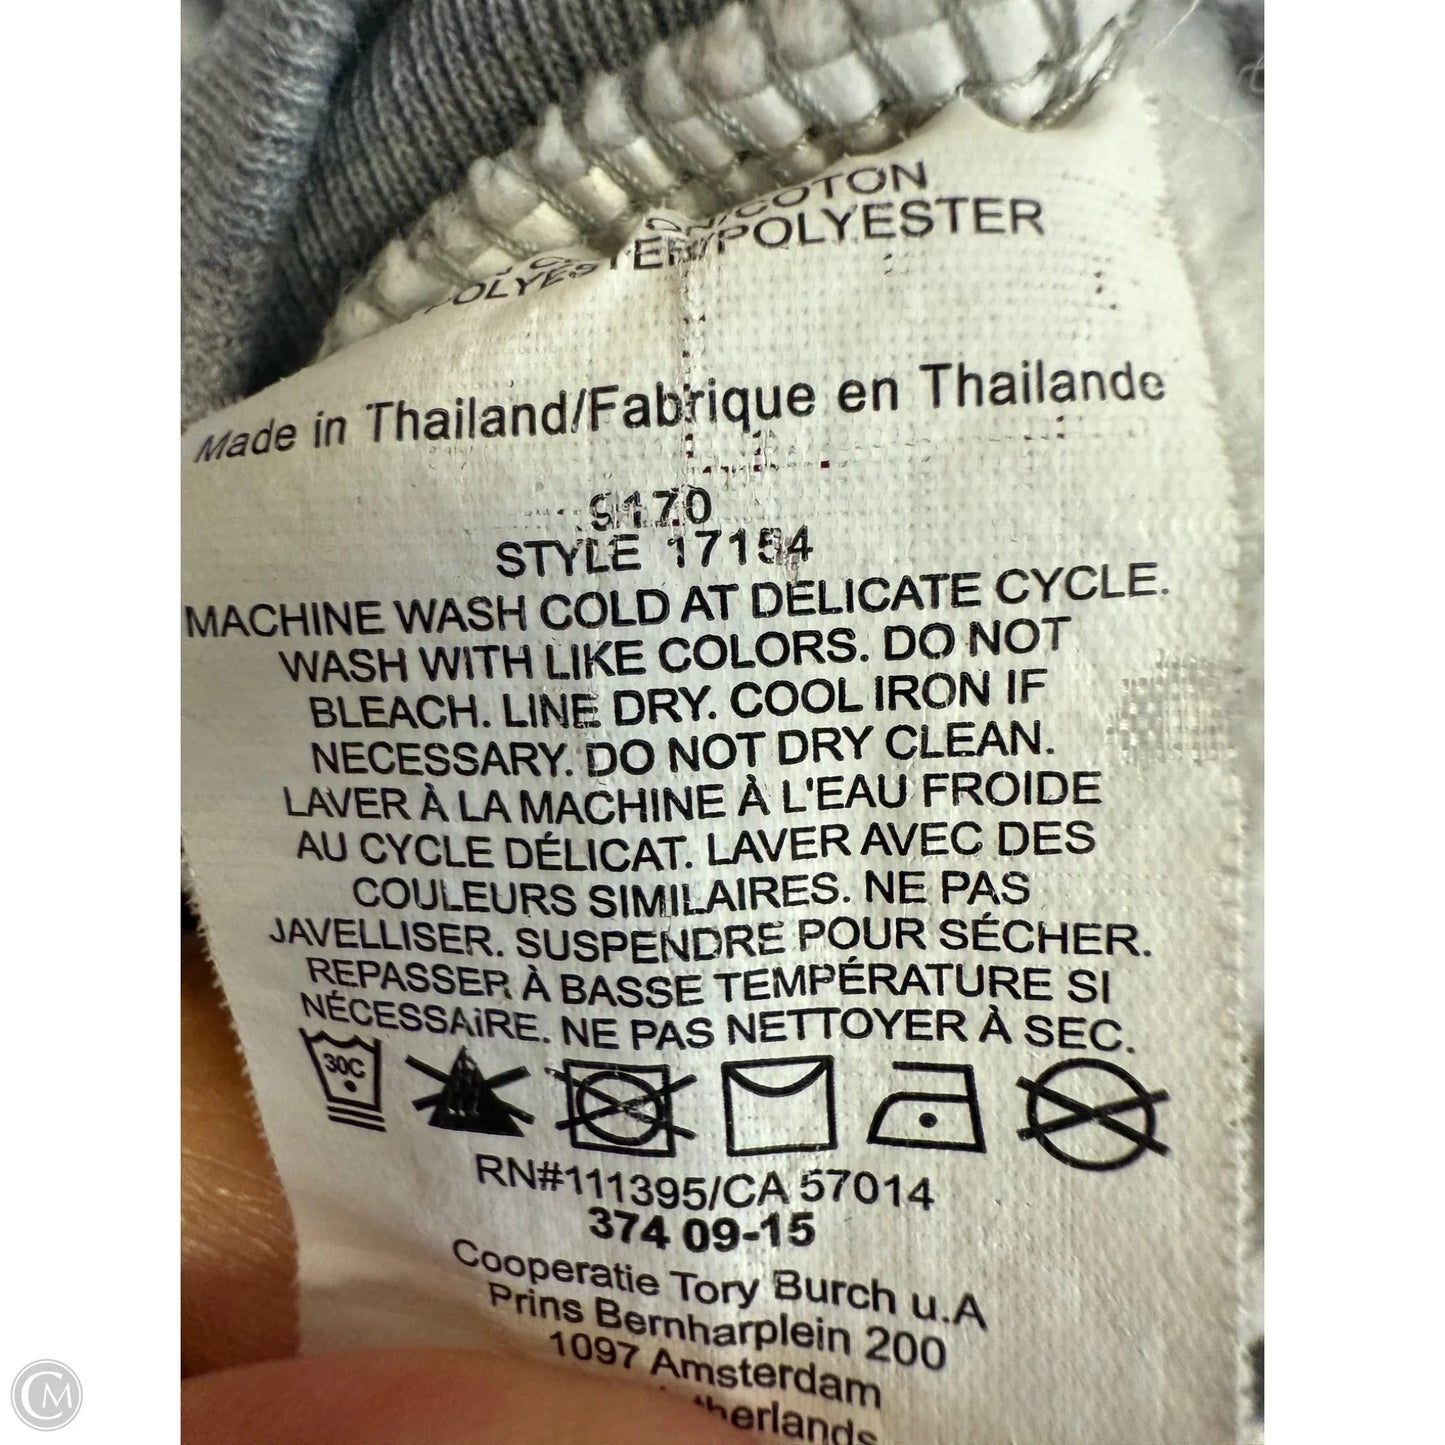 COTON
POLYESTER/POLYESTER
Made in Thailand/Fabrique en Thailande
9170
STYLE 17154
MACHINE WASH COLD AT DELICATE CYCLE.
WASH WITH LIKE COLORS. DO NOT
BLEACH. LINE DRY. COOL IRON IF
NECESSARY. DO NOT DRY CLEAN.
LAVER À LA MACHINE À L'EAU FROIDE
AU CYCLE DÉLICAT. LAVER AVEC DES
COULEURS SIMILAIRES. NE PAS
JAVELLISER. SUSPENDRE POUR SÉCHER.
REPASSER À BASSE TEMPÉRATURE SI
NÉCESSAiRE. NE PAS NETTOYER À SEC.
30C
RN#111395/CA 57014
374 09-15
Cooperatie Tory Burch u.A
Prins Bernharplein 200
1097 Amsterdam
CM